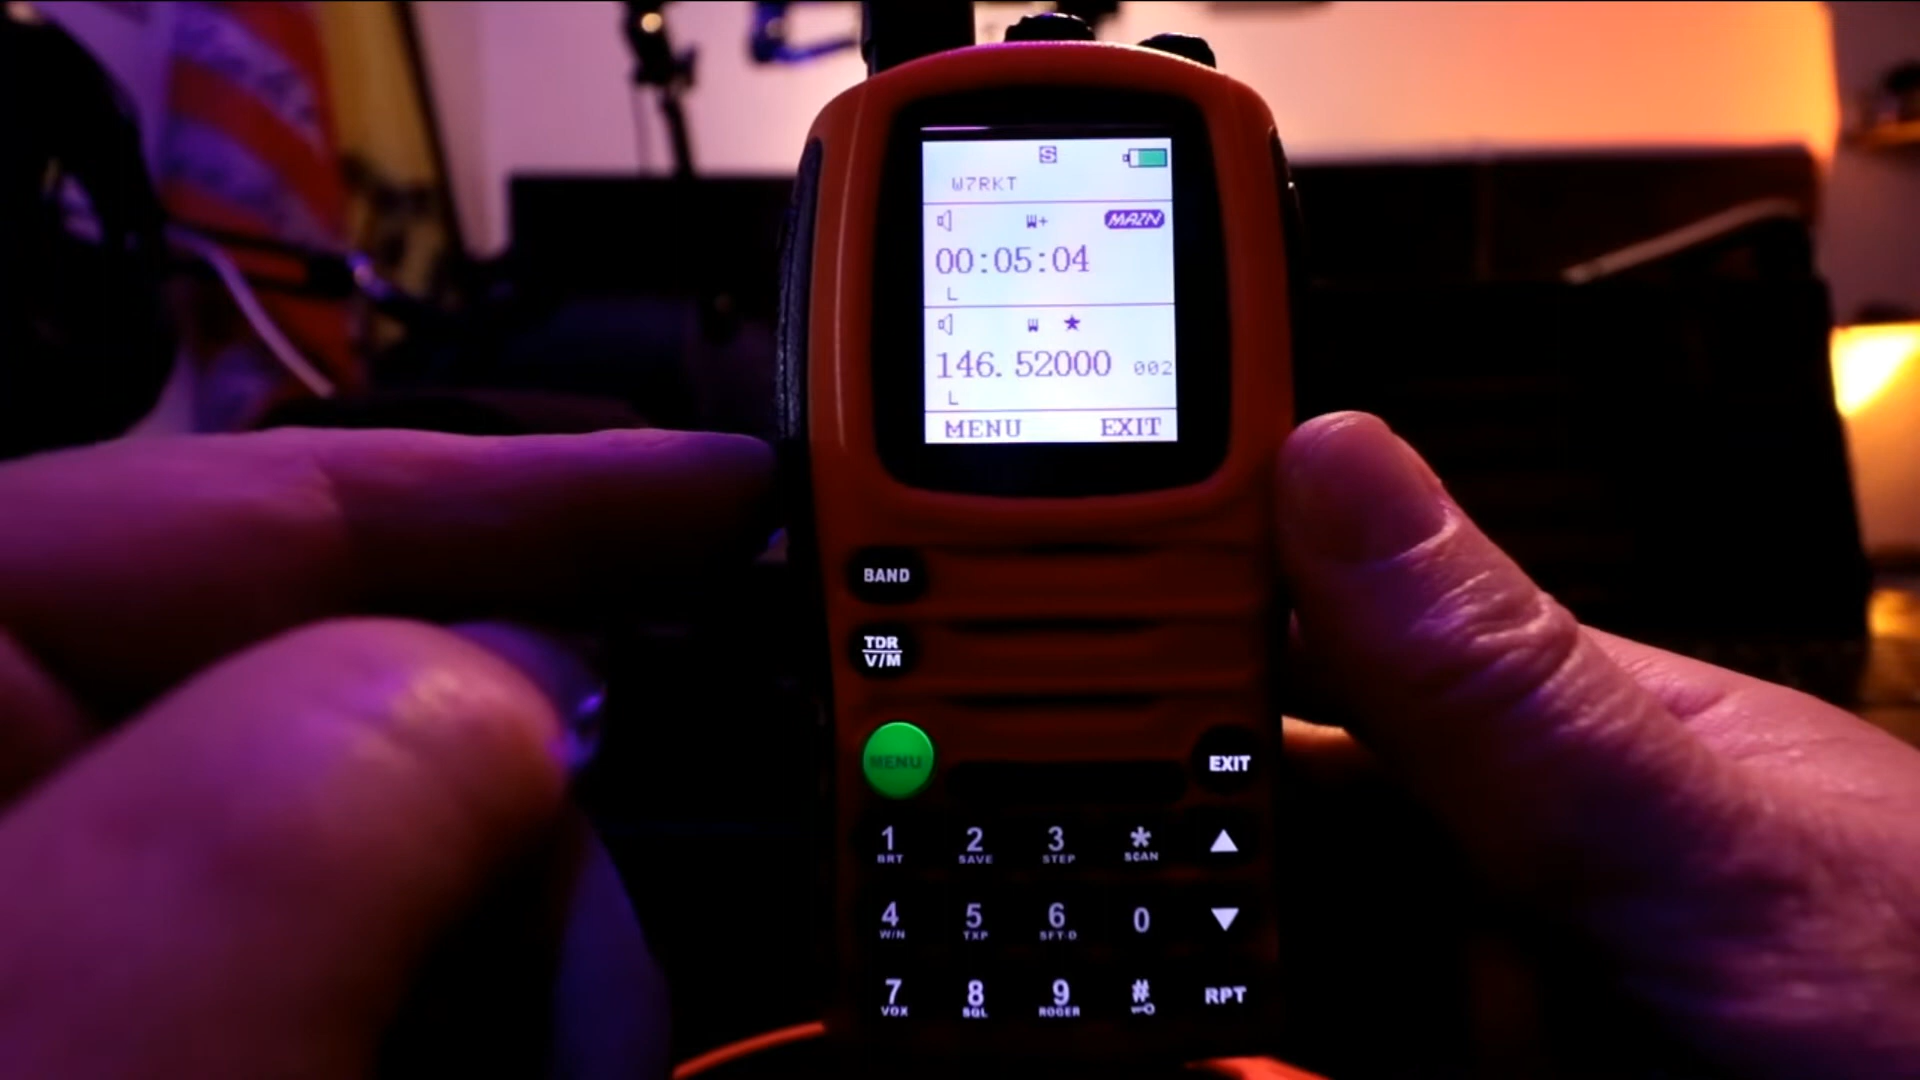 S
W7RKT
W+ MAIN
00:05:04
L
W ★
146.52000 002
L
MENU EXIT
BAND
TDR
V/M
MENU EXIT
1 2 3 * ▲
BRT SAVE STEP SCAN
4 5 6 0 ▼
W/N TXP SFT-D
7 8 9 # RPT
VOX SQL ROGER